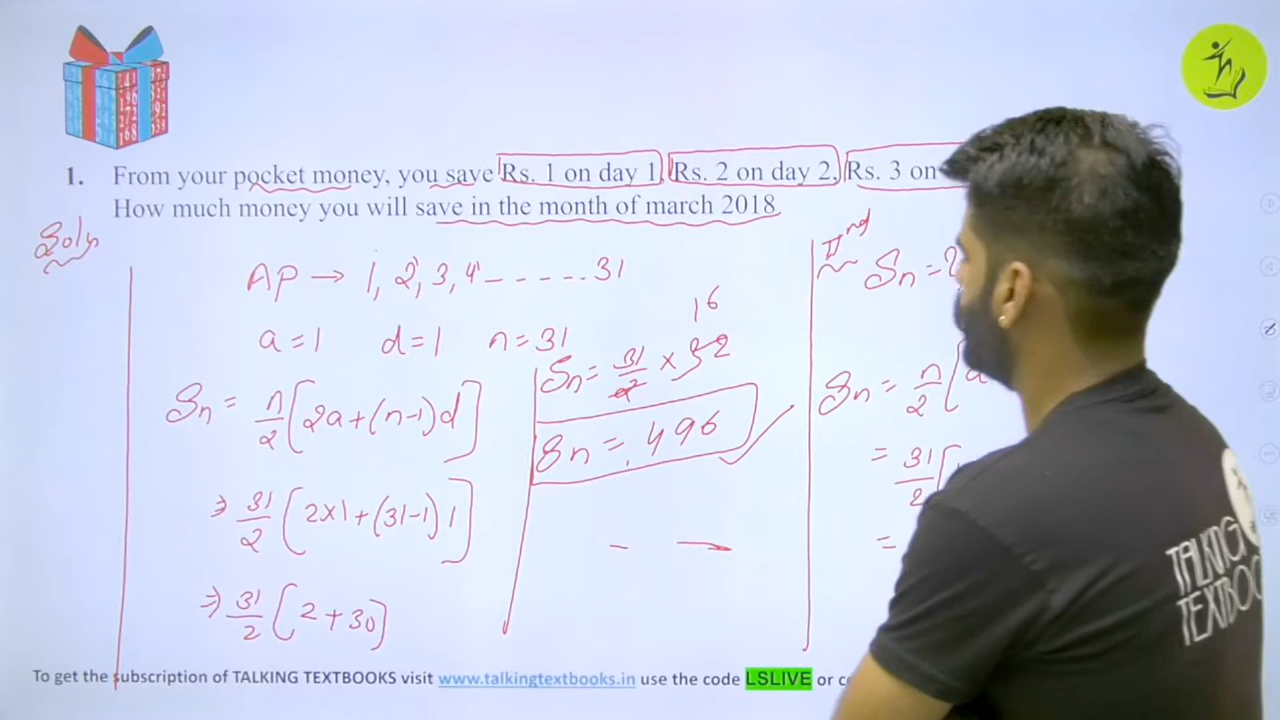 1. From your pocket money, you save Rs. 1 on day 1, Rs. 2 on day 2, Rs. 3 on
How much money you will save in the month of march 2018
Soln
AP → 1, 2, 3, 4 ------ 31
a = 1 d = 1 n = 31
Sn = n/2 [2a + (n-1)d]
⇒ 31/2 [2×1 + (31-1) 1]
⇒ 31/2 [2 + 30]
Sn = 31/2 × 32
16
Sn = 496
IInd
Sn =
Sn = n/2 [a
= 31/2 [
=
To get the subscription of TALKING TEXTBOOKS visit www.talkingtextbooks.in use the code LSLIVE or
TALKING
TEXTBOO